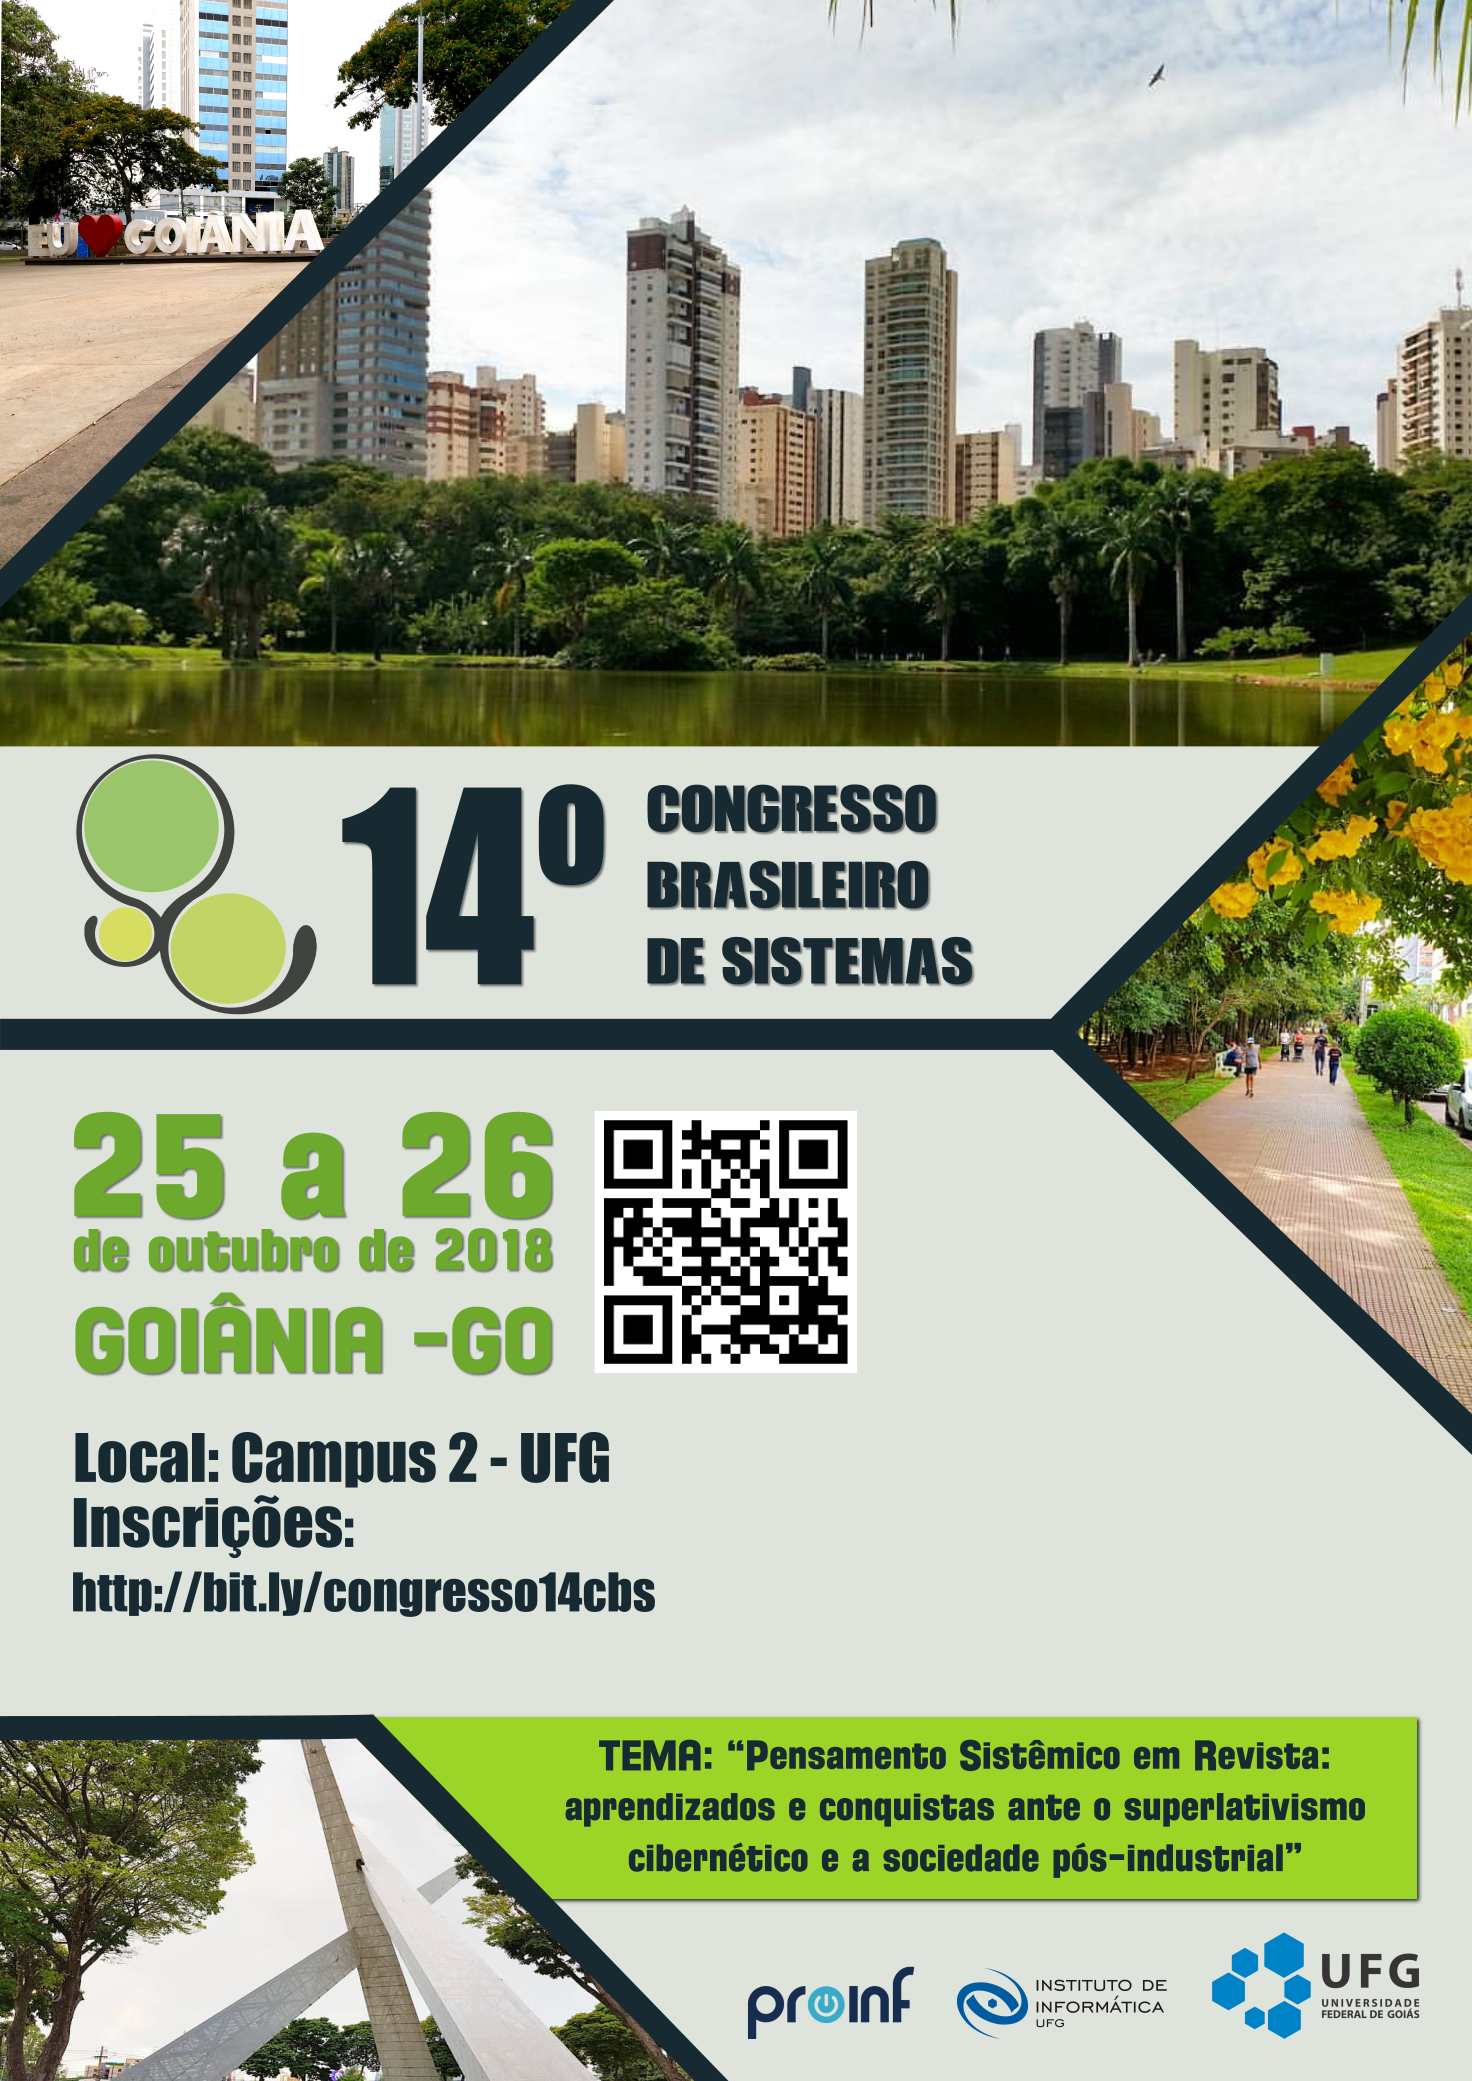 EU GOIÂNIA
14º
CONGRESSO
BRASILEIRO
DE SISTEMAS
25 a 26
de outubro de 2018
GOIÂNIA -GO
Local: Campus 2 - UFG
Inscrições:
http://bit.ly/congresso14cbs
TEMA: “Pensamento Sistêmico em Revista:
aprendizados e conquistas ante o superlativismo
cibernético e a sociedade pós-industrial”
proinf
INSTITUTO DE
INFORMÁTICA
UFG
UFG
UNIVERSIDADE
FEDERAL DE GOIÁS